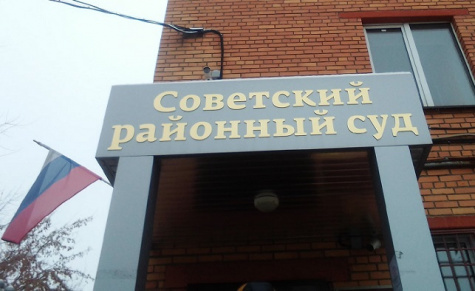 Советский
районный суд